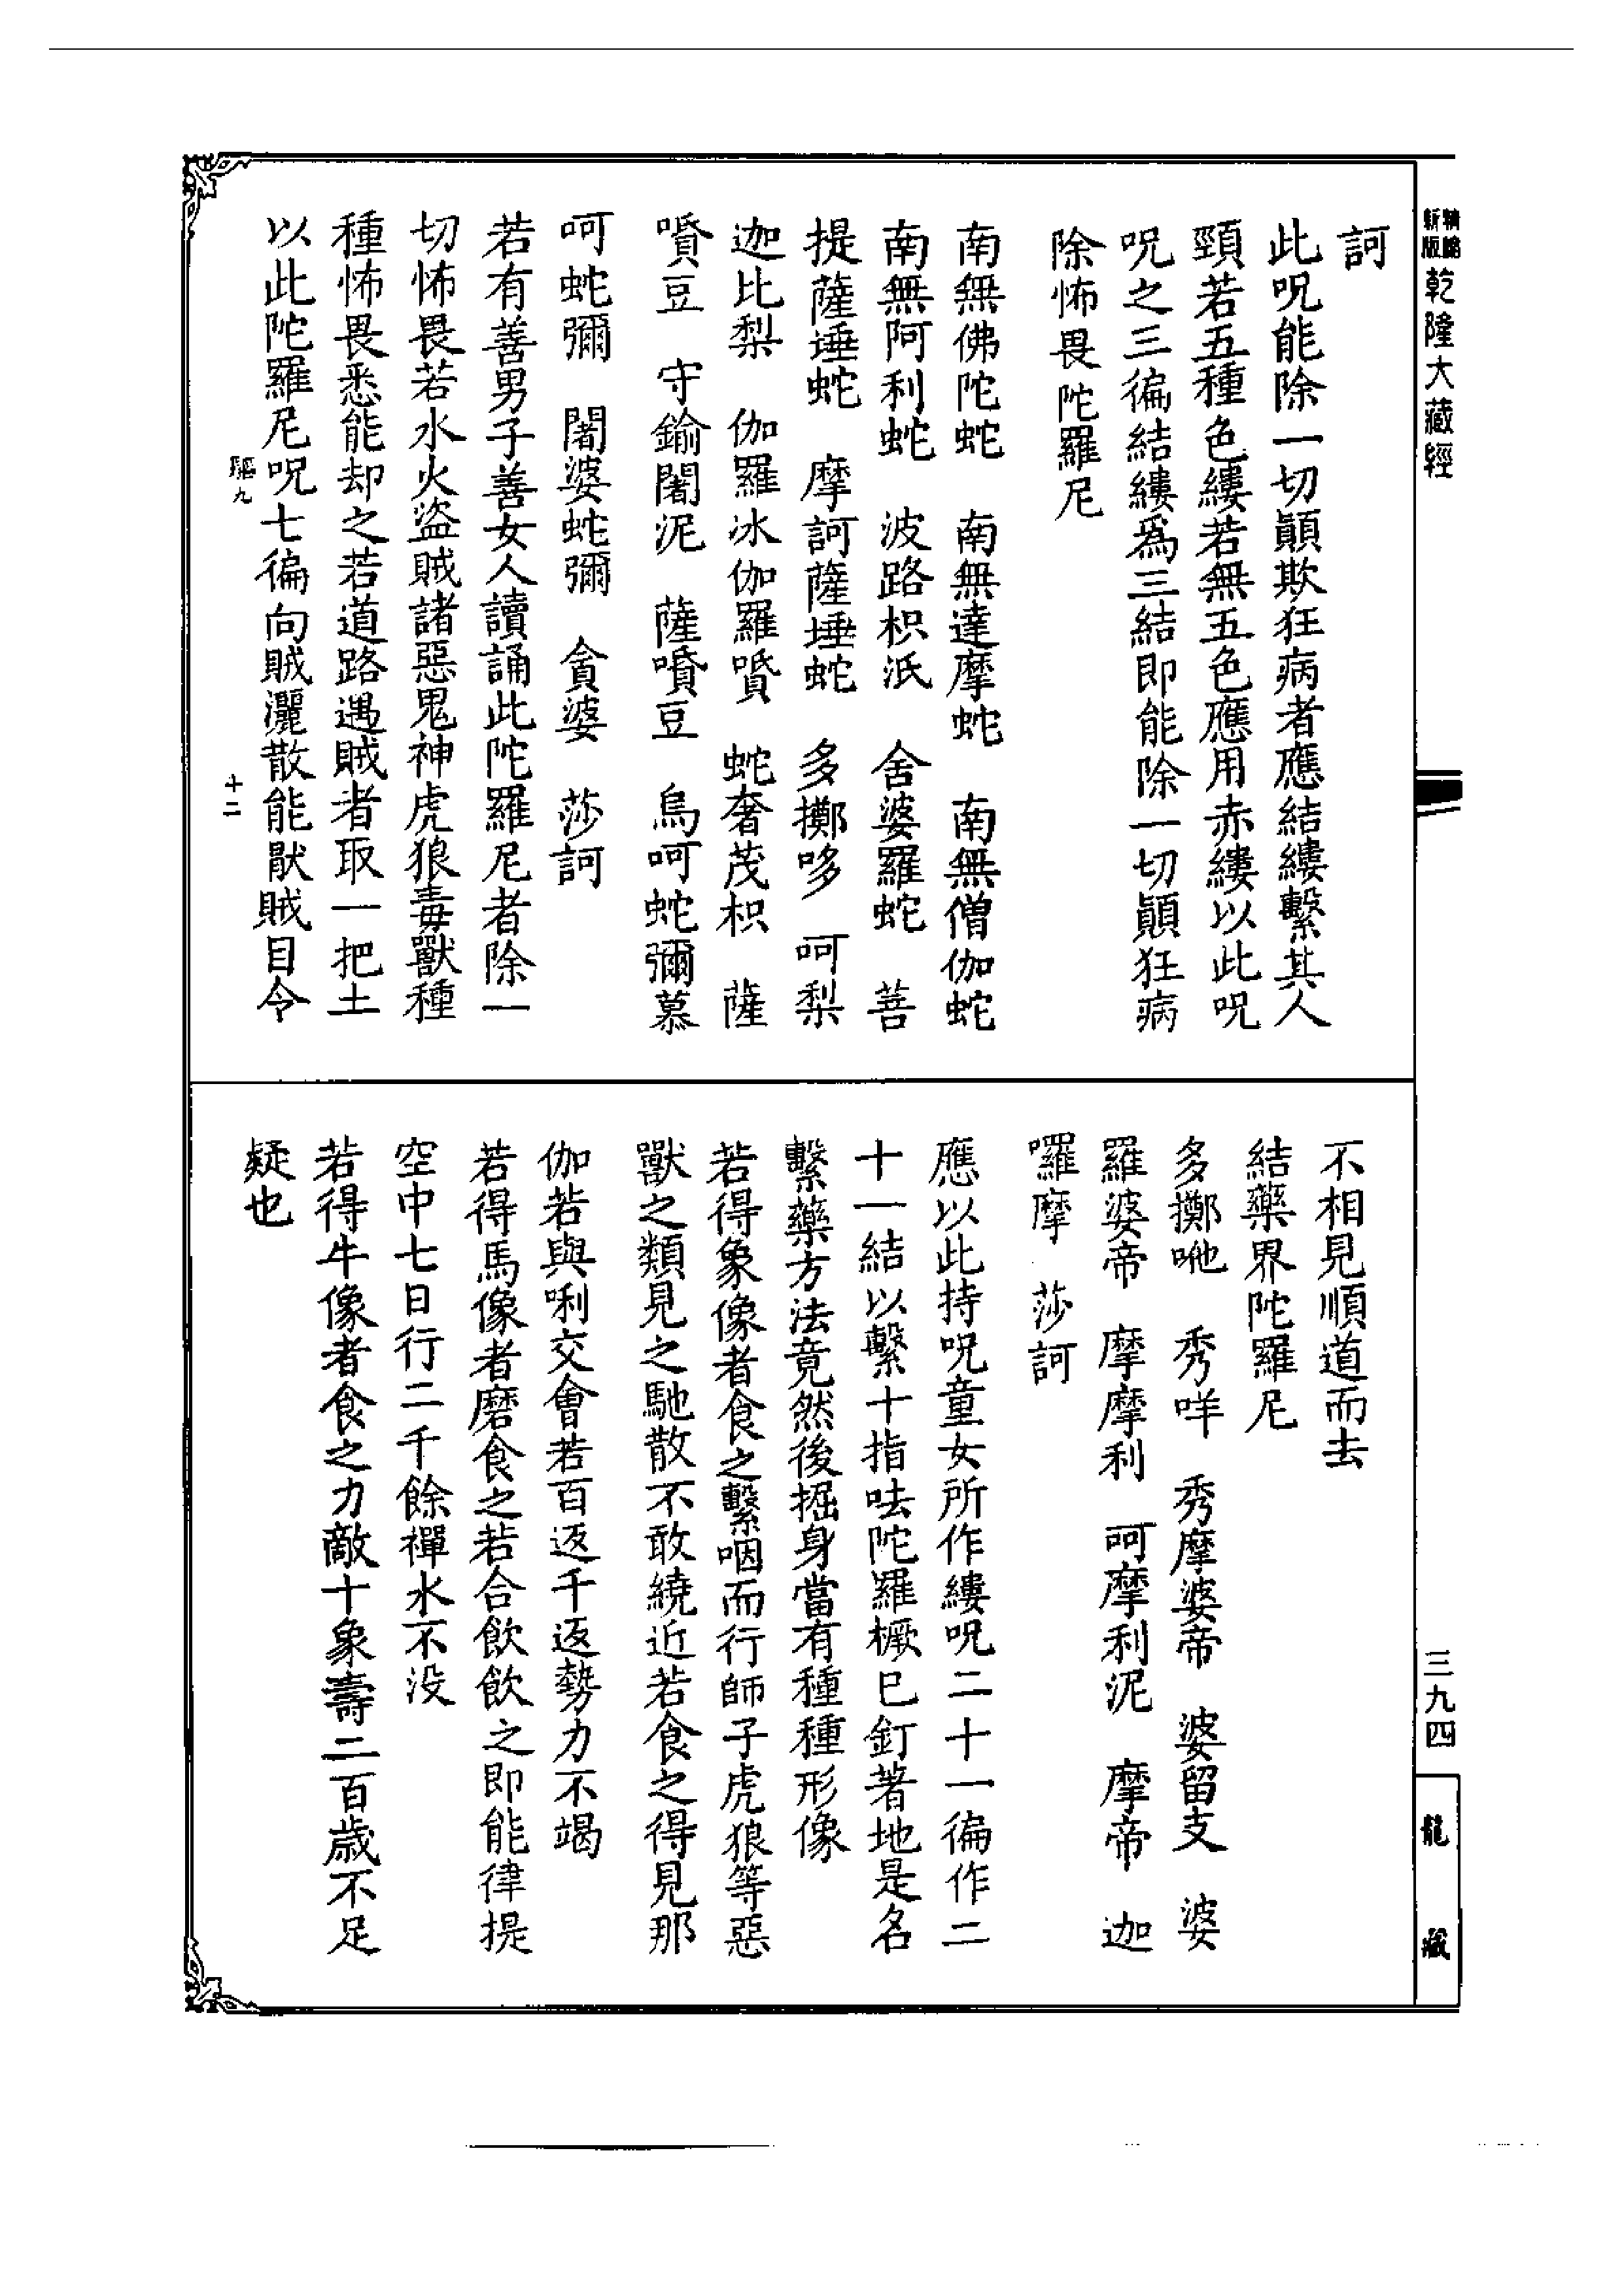 新版
精縮
乾隆大藏經
訶
此呪能除一切顚欺狂病者應結縷繫其人
頸若五種色縷若無五色應用赤縷以此呪
呪之三徧結縷爲三結即能除一切顚狂病
除怖畏陀羅尼
南無佛陀蛇　南無達摩蛇　南無僧伽蛇
南無阿利蛇　波路枳泜　舍婆羅蛇　菩
提薩埵蛇　摩訶薩埵蛇　多擲哆　呵梨
迦比梨　伽羅冰伽羅嚽　蛇奢茂枳　薩
豆　守鍮闍泥　薩豆　烏呵蛇彌慕
呵蛇彌　闍婆蛇彌　貪婆　莎訶
若有善男子善女人讀誦此陀羅尼者除一
切怖畏若水火盜賊諸惡鬼神虎狼毒獸種
種怖畏悉能却之若道路遇賊者取一把土
以此陀羅尼呪七徧向賊灑散能猒賊目令
驅九
十二
不相見順道而去
結藥界陀羅尼
多擲咃　秀咩　秀摩婆帝　婆留支　婆
羅婆帝　摩摩利　呵摩利泥　摩帝　迦
囉摩　莎訶
應以此持呪童女所作縷呪二十一徧作二
十一結以繫十指呿陀羅橛已釘著地是名
繫藥方法竟然後掘身當有種種形像
若得象像者食之繫咽而行師子虎狼等惡
獸之類見之馳散不敢繞近若食之得見那
伽若與唎交會若百返千返勢力不竭
若得馬像者磨食之若合飲飲之即能律提
空中七日行二千餘禪水不没
若得牛像者食之力敵十象壽二百歲不足
疑也
三九四
龍藏